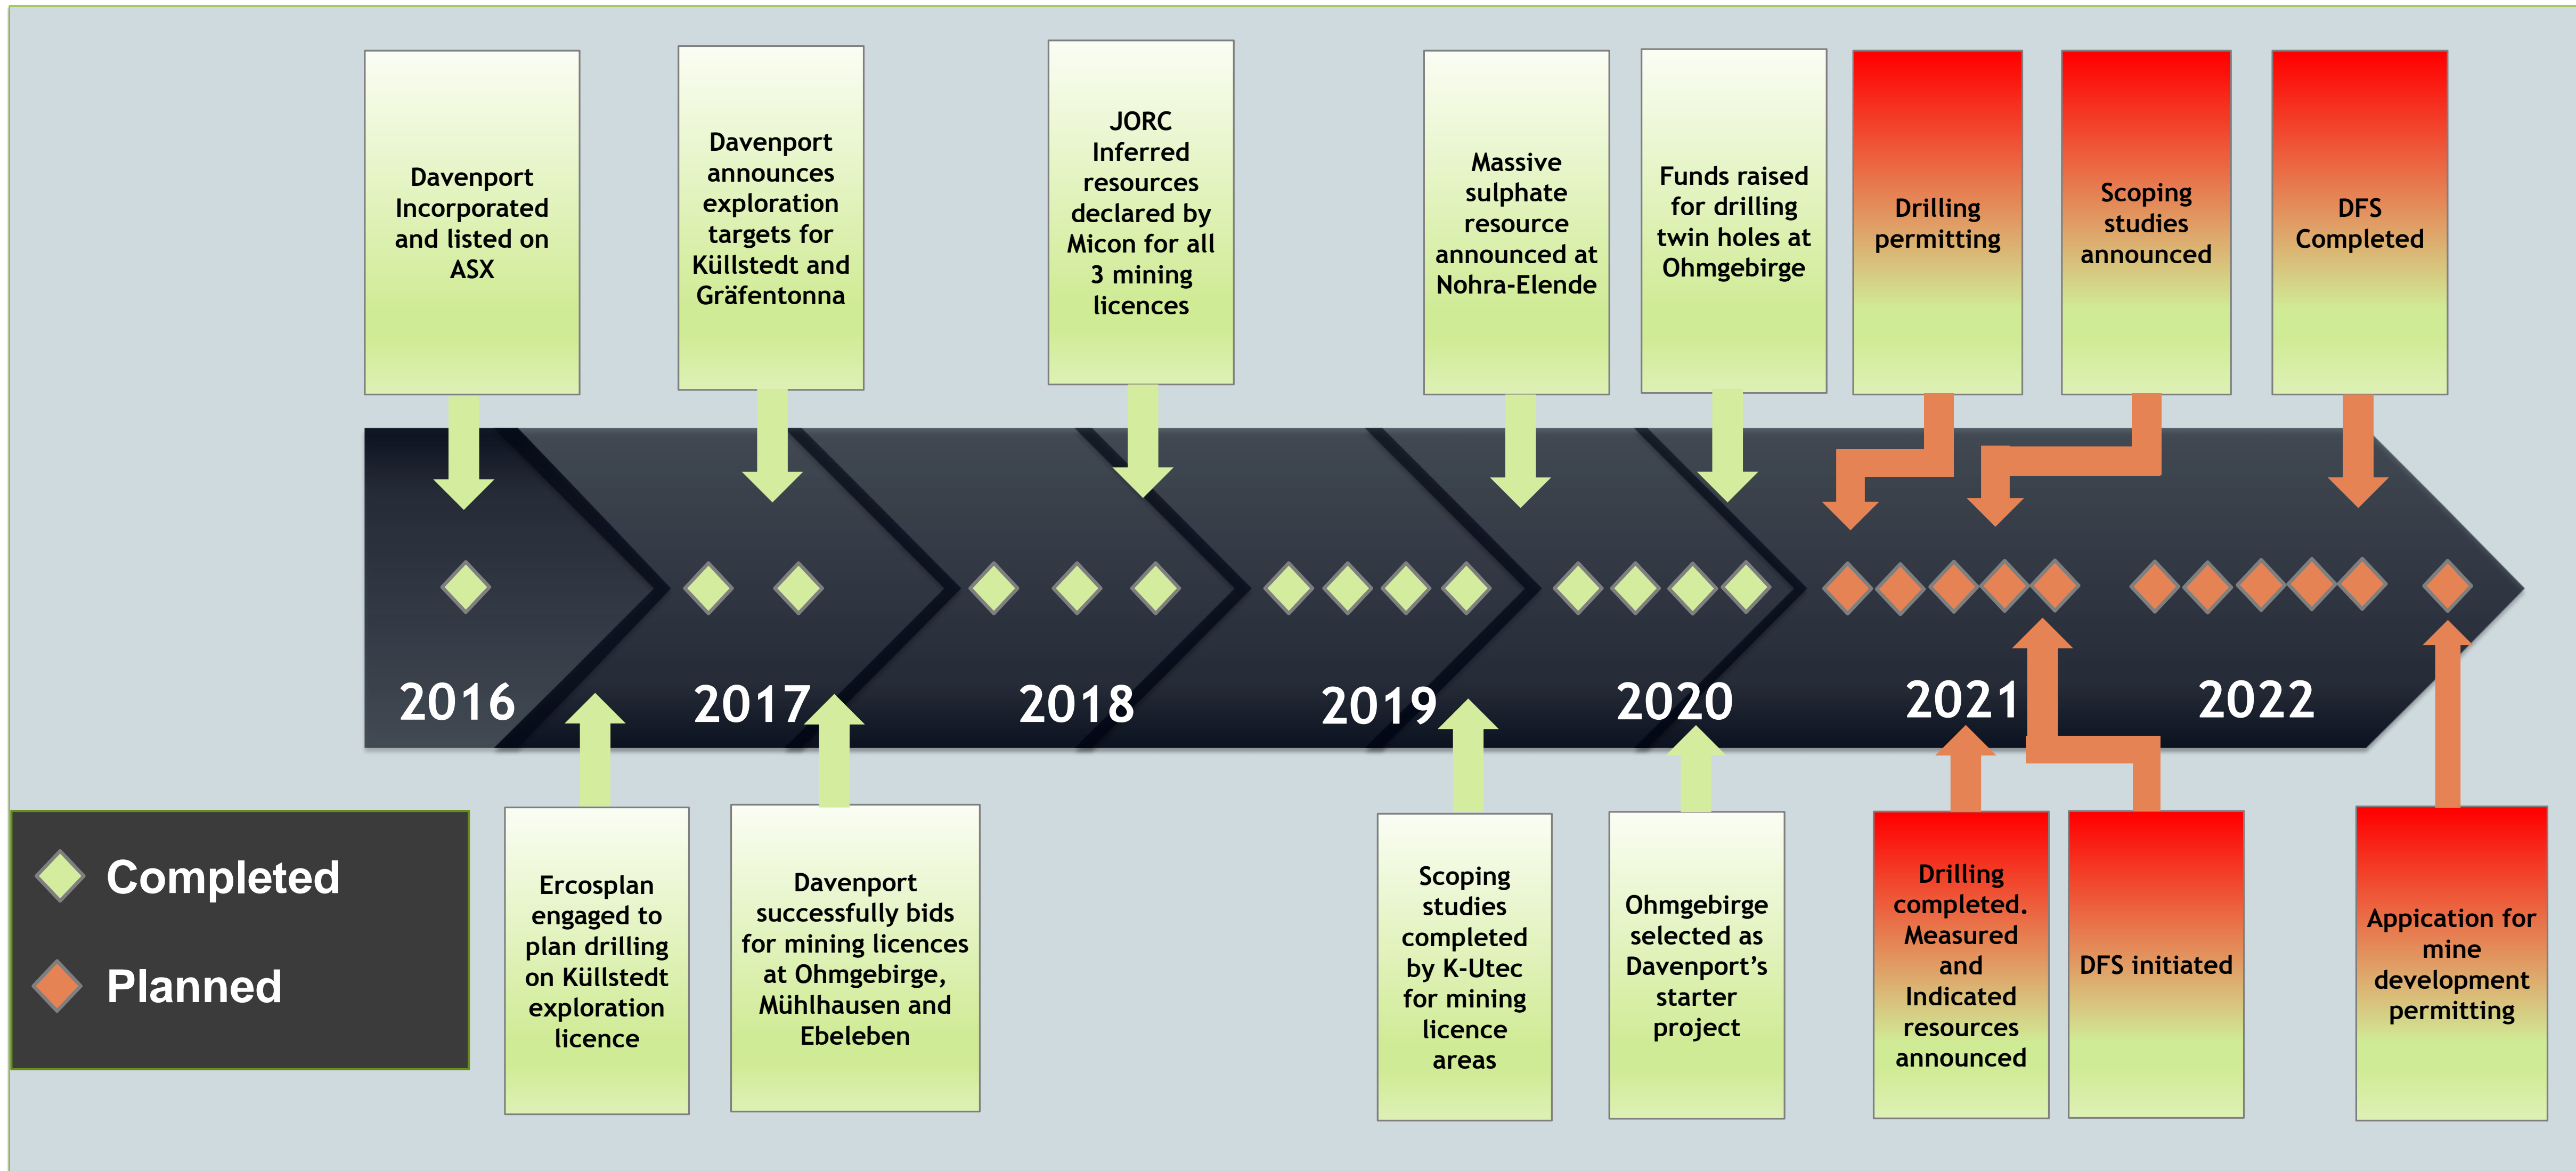 Davenport
Incorporated
and listed on
ASX
Davenport
announces
exploration
targets for
Küllstedt and
Gräfentonna
JORC
Inferred
resources
declared by
Micon for all
3 mining
licences
Massive
sulphate
resource
announced at
Nohra-Elende
Funds raised
for drilling
twin holes at
Ohmgebirge
Drilling
permitting
Scoping
studies
announced
DFS
Completed
2016
2017
2018
2019
2020
2021
2022
Completed
Planned
Ercosplan
engaged to
plan drilling
on Küllstedt
exploration
licence
Davenport
successfully bids
for mining licences
at Ohmgebirge,
Mühlhausen and
Ebeleben
Scoping
studies
completed
by K-Utec
for mining
licence
areas
Ohmgebirge
selected as
Davenport’s
starter
project
Drilling
completed.
Measured
and
Indicated
resources
announced
DFS initiated
Appication for
mine
development
permitting